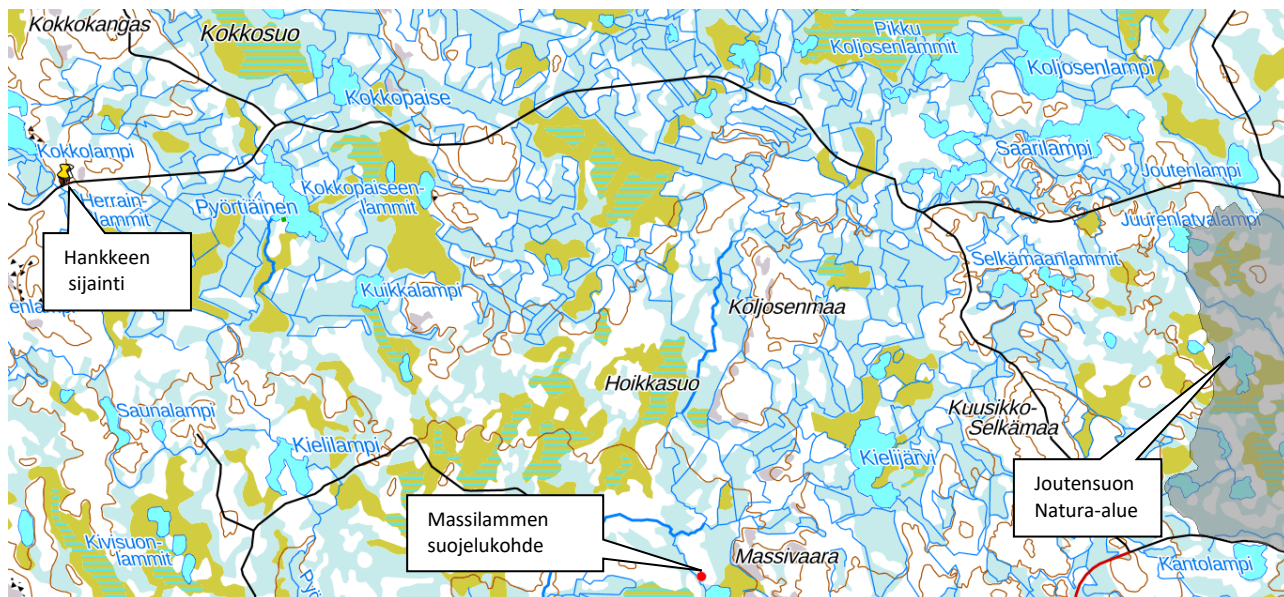 Kokkokangas
Kokkosuo
Pikku
Koljosenlammit
Koljosenlampi
Kokkopaise
Saarilampi
Kokkolampi
Joutenlampi
Kokkopaiseen-
lammit
Herrain-
lammit
Pyörtiäinen
Juurenlatvalampi
Hankkeen
sijainti
Selkämaanlammit
Kuikkalampi
Koljosenmaa
enlampi
Hoikkasuo
Saunalampi
Kuusikko-
Selkämaa
Kielilampi
Kielijärvi
Joutensuon
Natura-alue
Massilammen
suojelukohde
Kivisuon-
lammit
Massivaara
Kantolampi